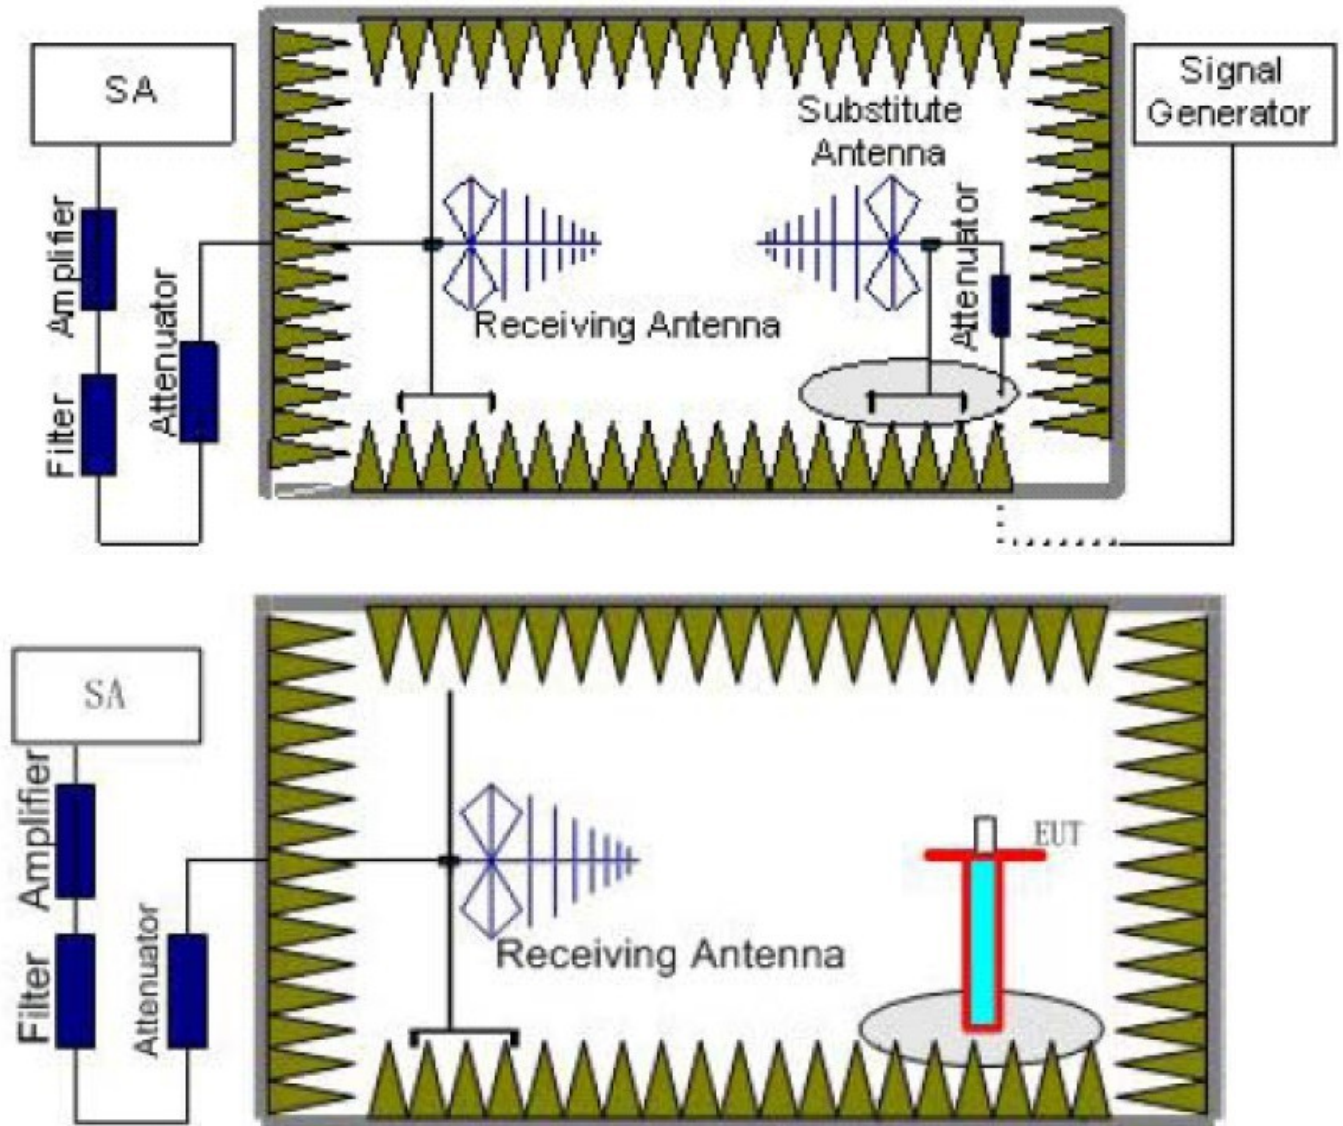 SA
Signal
Generator
Substitute
Antenna
Amplifier
Attenuator
Attenuator
Receiving Antenna
Filter
SA
Amplifier
EUT
Attenuator
Receiving Antenna
Filter